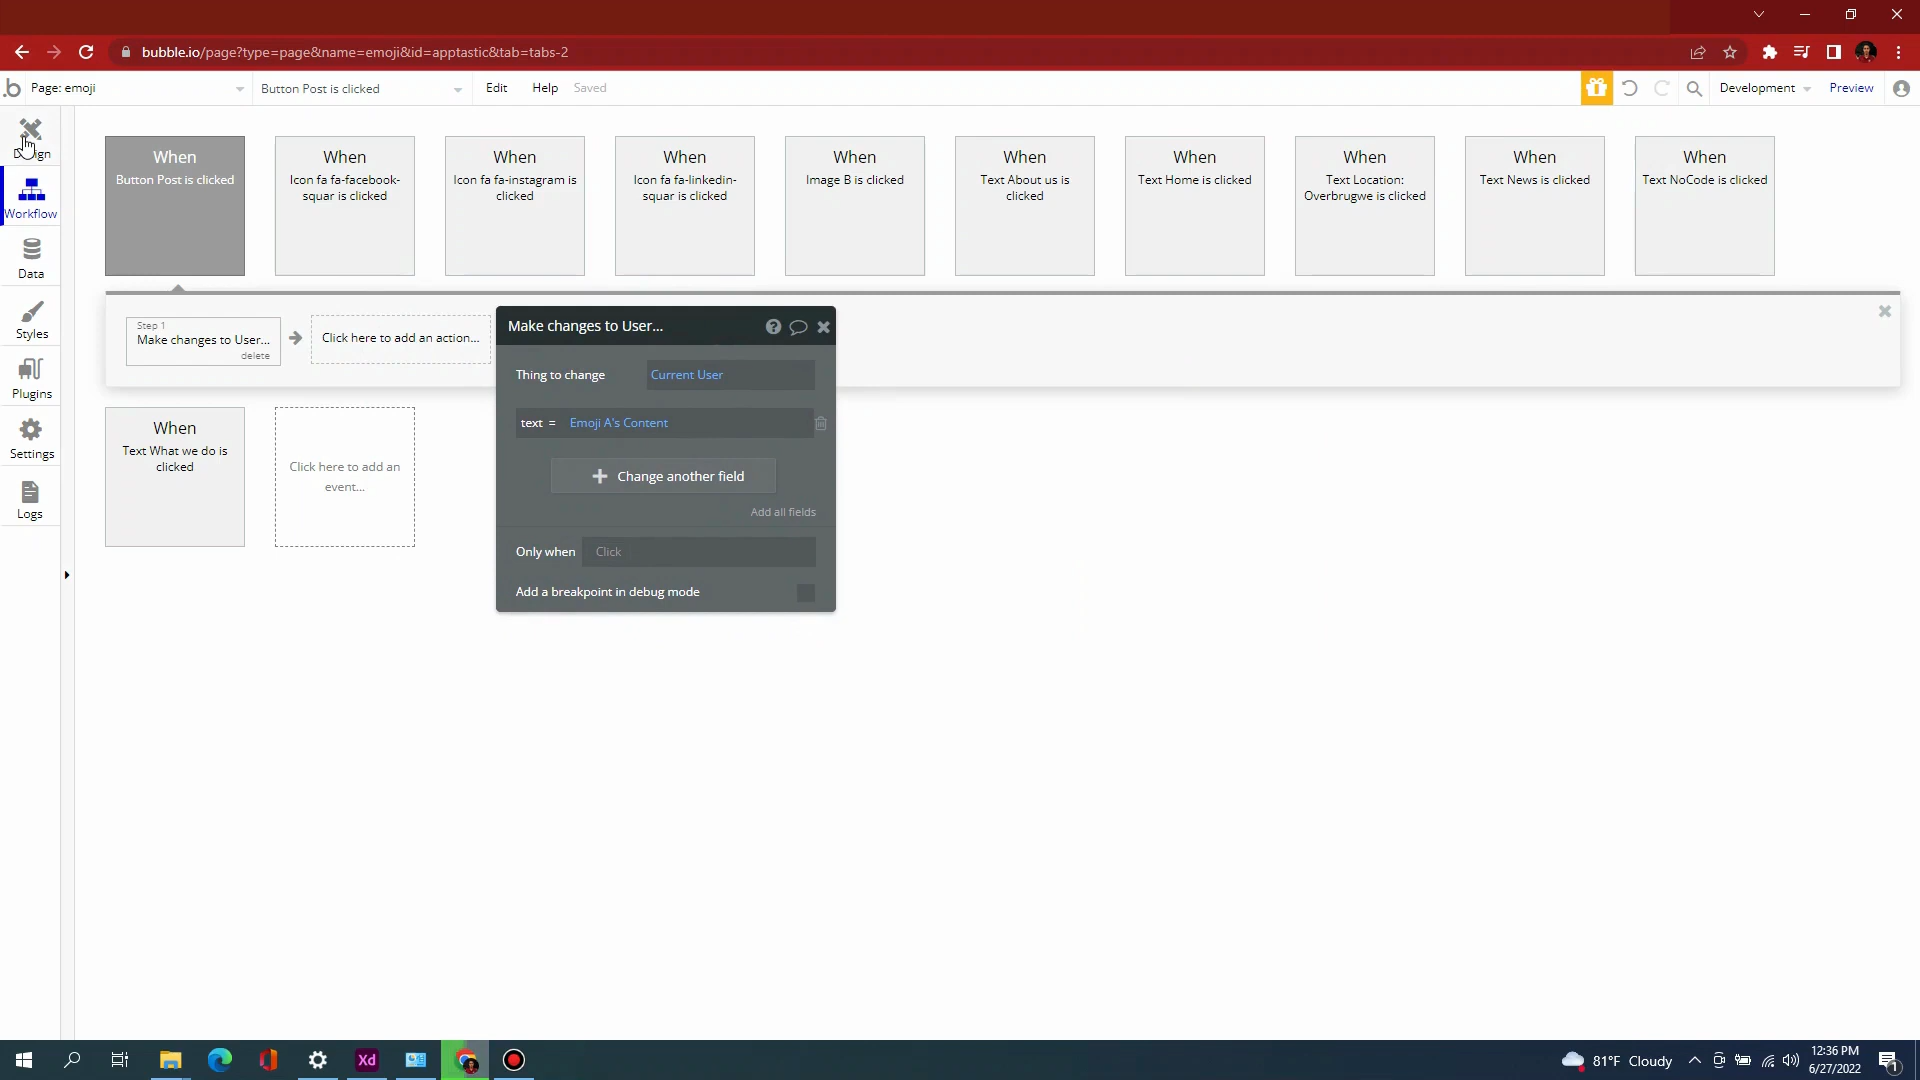 bubble.io/page?type=page&name=emoji&id=apptastic&tab=tabs-2
.b
Page: emoji
Button Post is clicked
Edit
Help
Saved
Development
Preview
Workflow
Data
Styles
Plugins
Settings
Logs
When
Button Post is clicked
When
Icon fa fa-facebook-
squar is clicked
When
Icon fa fa-instagram is
clicked
When
Icon fa fa-linkedin-
squar is clicked
When
Image B is clicked
When
Text About us is
clicked
When
Text Home is clicked
When
Text Location:
Overbrugwe is clicked
When
Text News is clicked
When
Text NoCode is clicked
Step 1
Make changes to User...
delete
Click here to add an action...
Make changes to User...
Thing to change
Current User
text =
Emoji A's Content
Change another field
Add all fields
Only when
Click
Add a breakpoint in debug mode
When
Text What we do is
clicked
Click here to add an
event...
Xd
81°F Cloudy
12:36 PM
6/27/2022
1